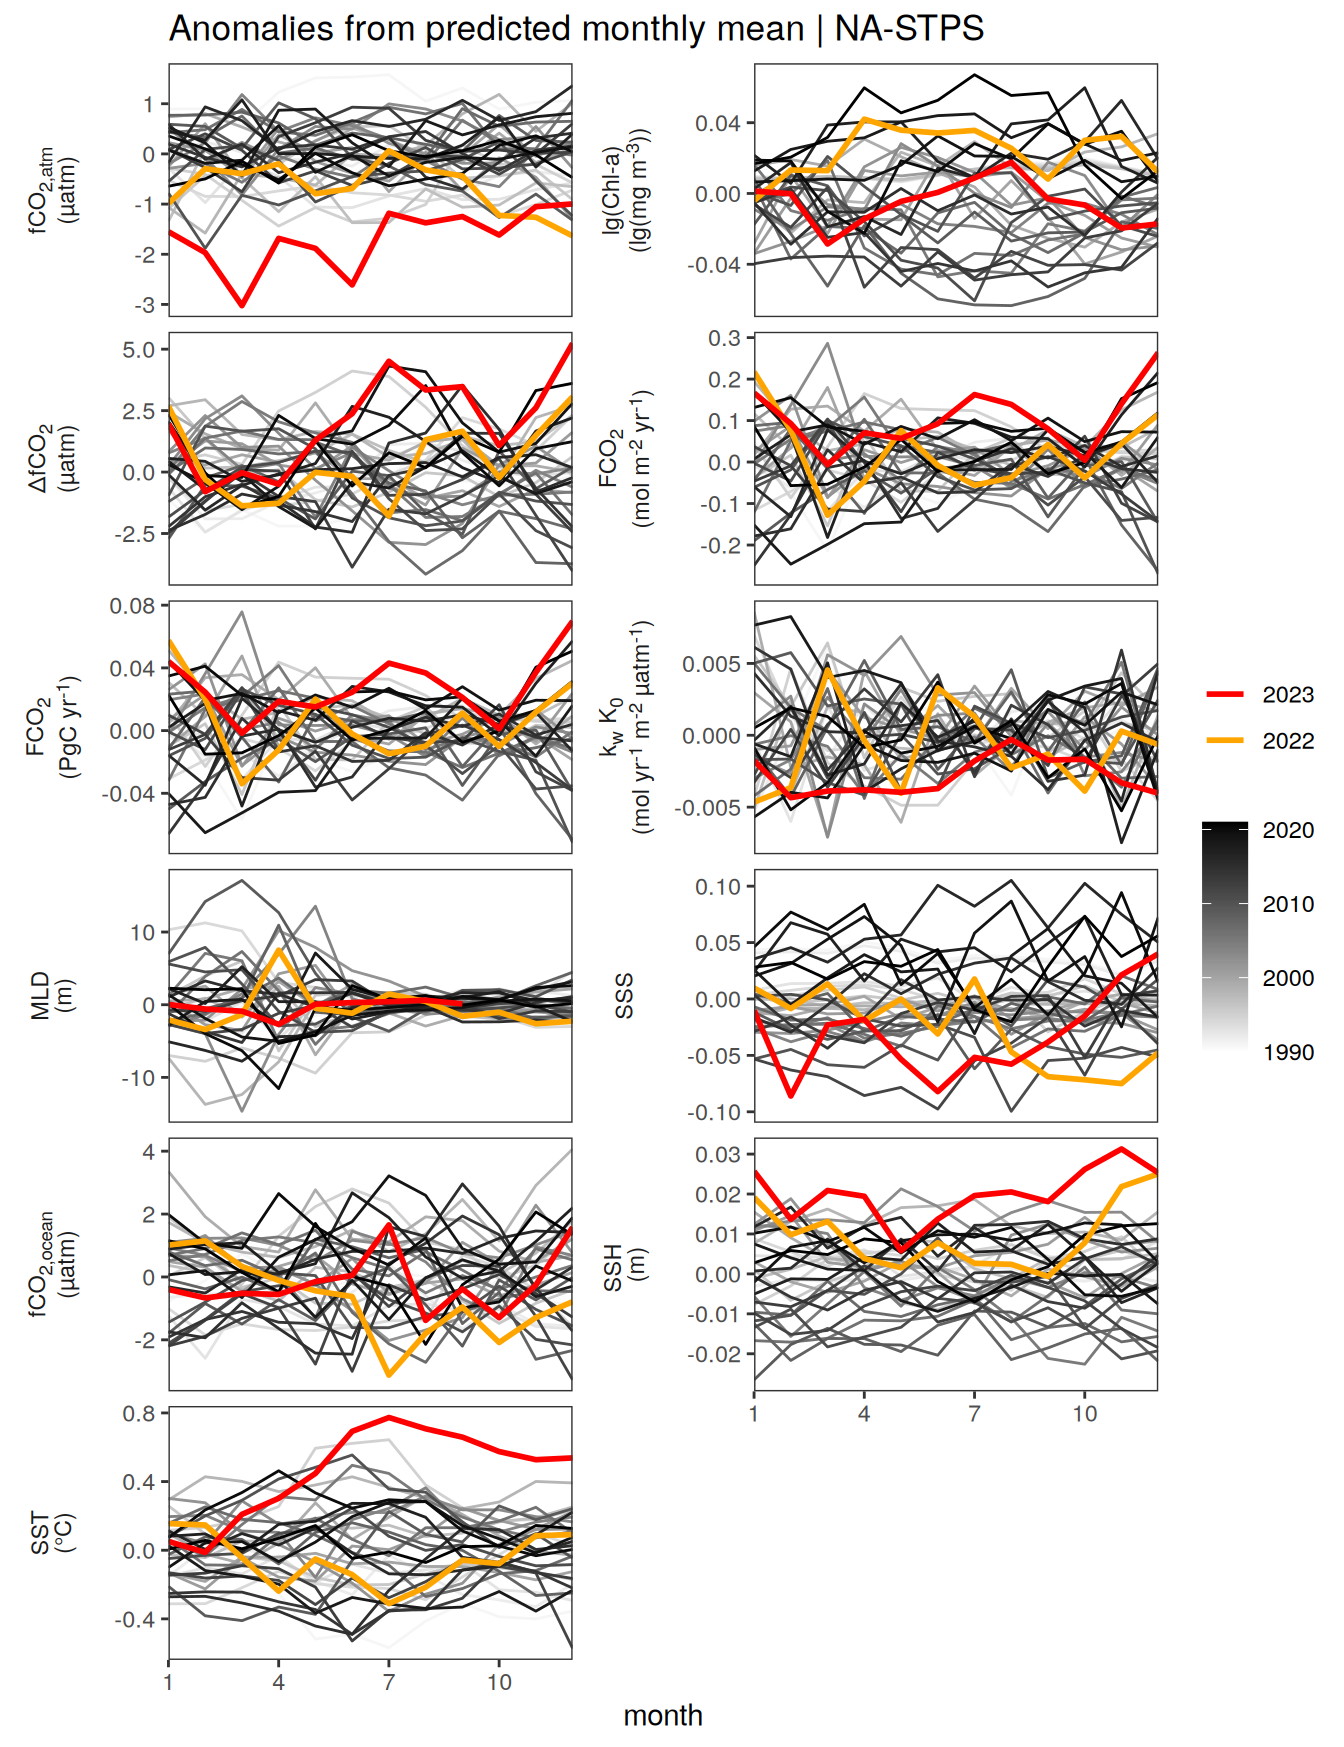 Anomalies from predicted monthly mean | NA-STPS
fCO2,atm
(µatm)
1
0
-1
-2
-3
lg(Chl-a)
(lg(mg m-3))
0.04
0.00
-0.04
ΔfCO2
(µatm)
5.0
2.5
0.0
-2.5
FCO2
(mol m-2 yr-1)
0.3
0.2
0.1
0.0
-0.1
-0.2
FCO2
(PgC yr-1)
0.08
0.04
0.00
-0.04
kw K0
(mol yr-1 m-2 µatm-1)
0.005
0.000
-0.005
MLD
(m)
10
0
-10
SSS
0.10
0.05
0.00
-0.05
-0.10
fCO2,ocean
(µatm)
4
2
0
-2
SSH
(m)
0.03
0.02
0.01
0.00
-0.01
-0.02
1 4 7 10
SST
(°C)
0.8
0.4
0.0
-0.4
1 4 7 10
month
2023
2022
2020
2010
2000
1990